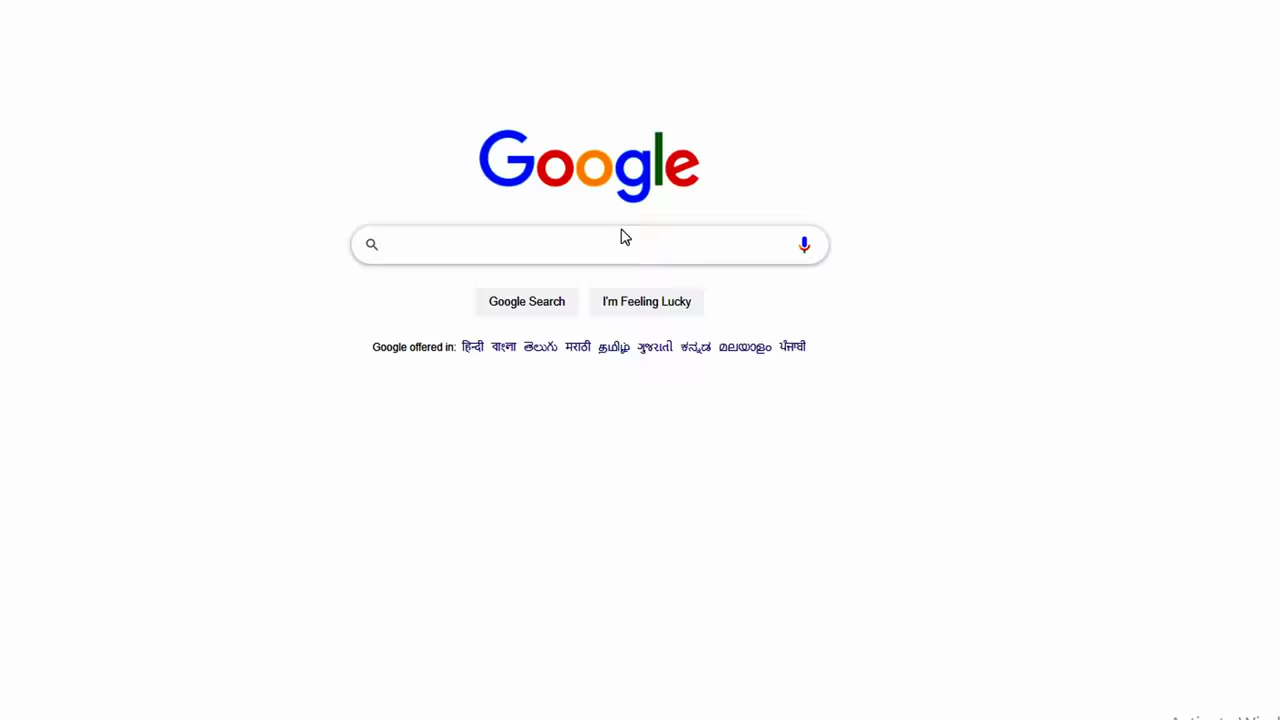 Google
Google Search
I'm Feeling Lucky
Google offered in: हिन्दी বাংলা తెలుగు मराठी தமிழ் ગુજરાતી ಕನ್ನಡ മലയാളം ਪੰਜਾਬੀ